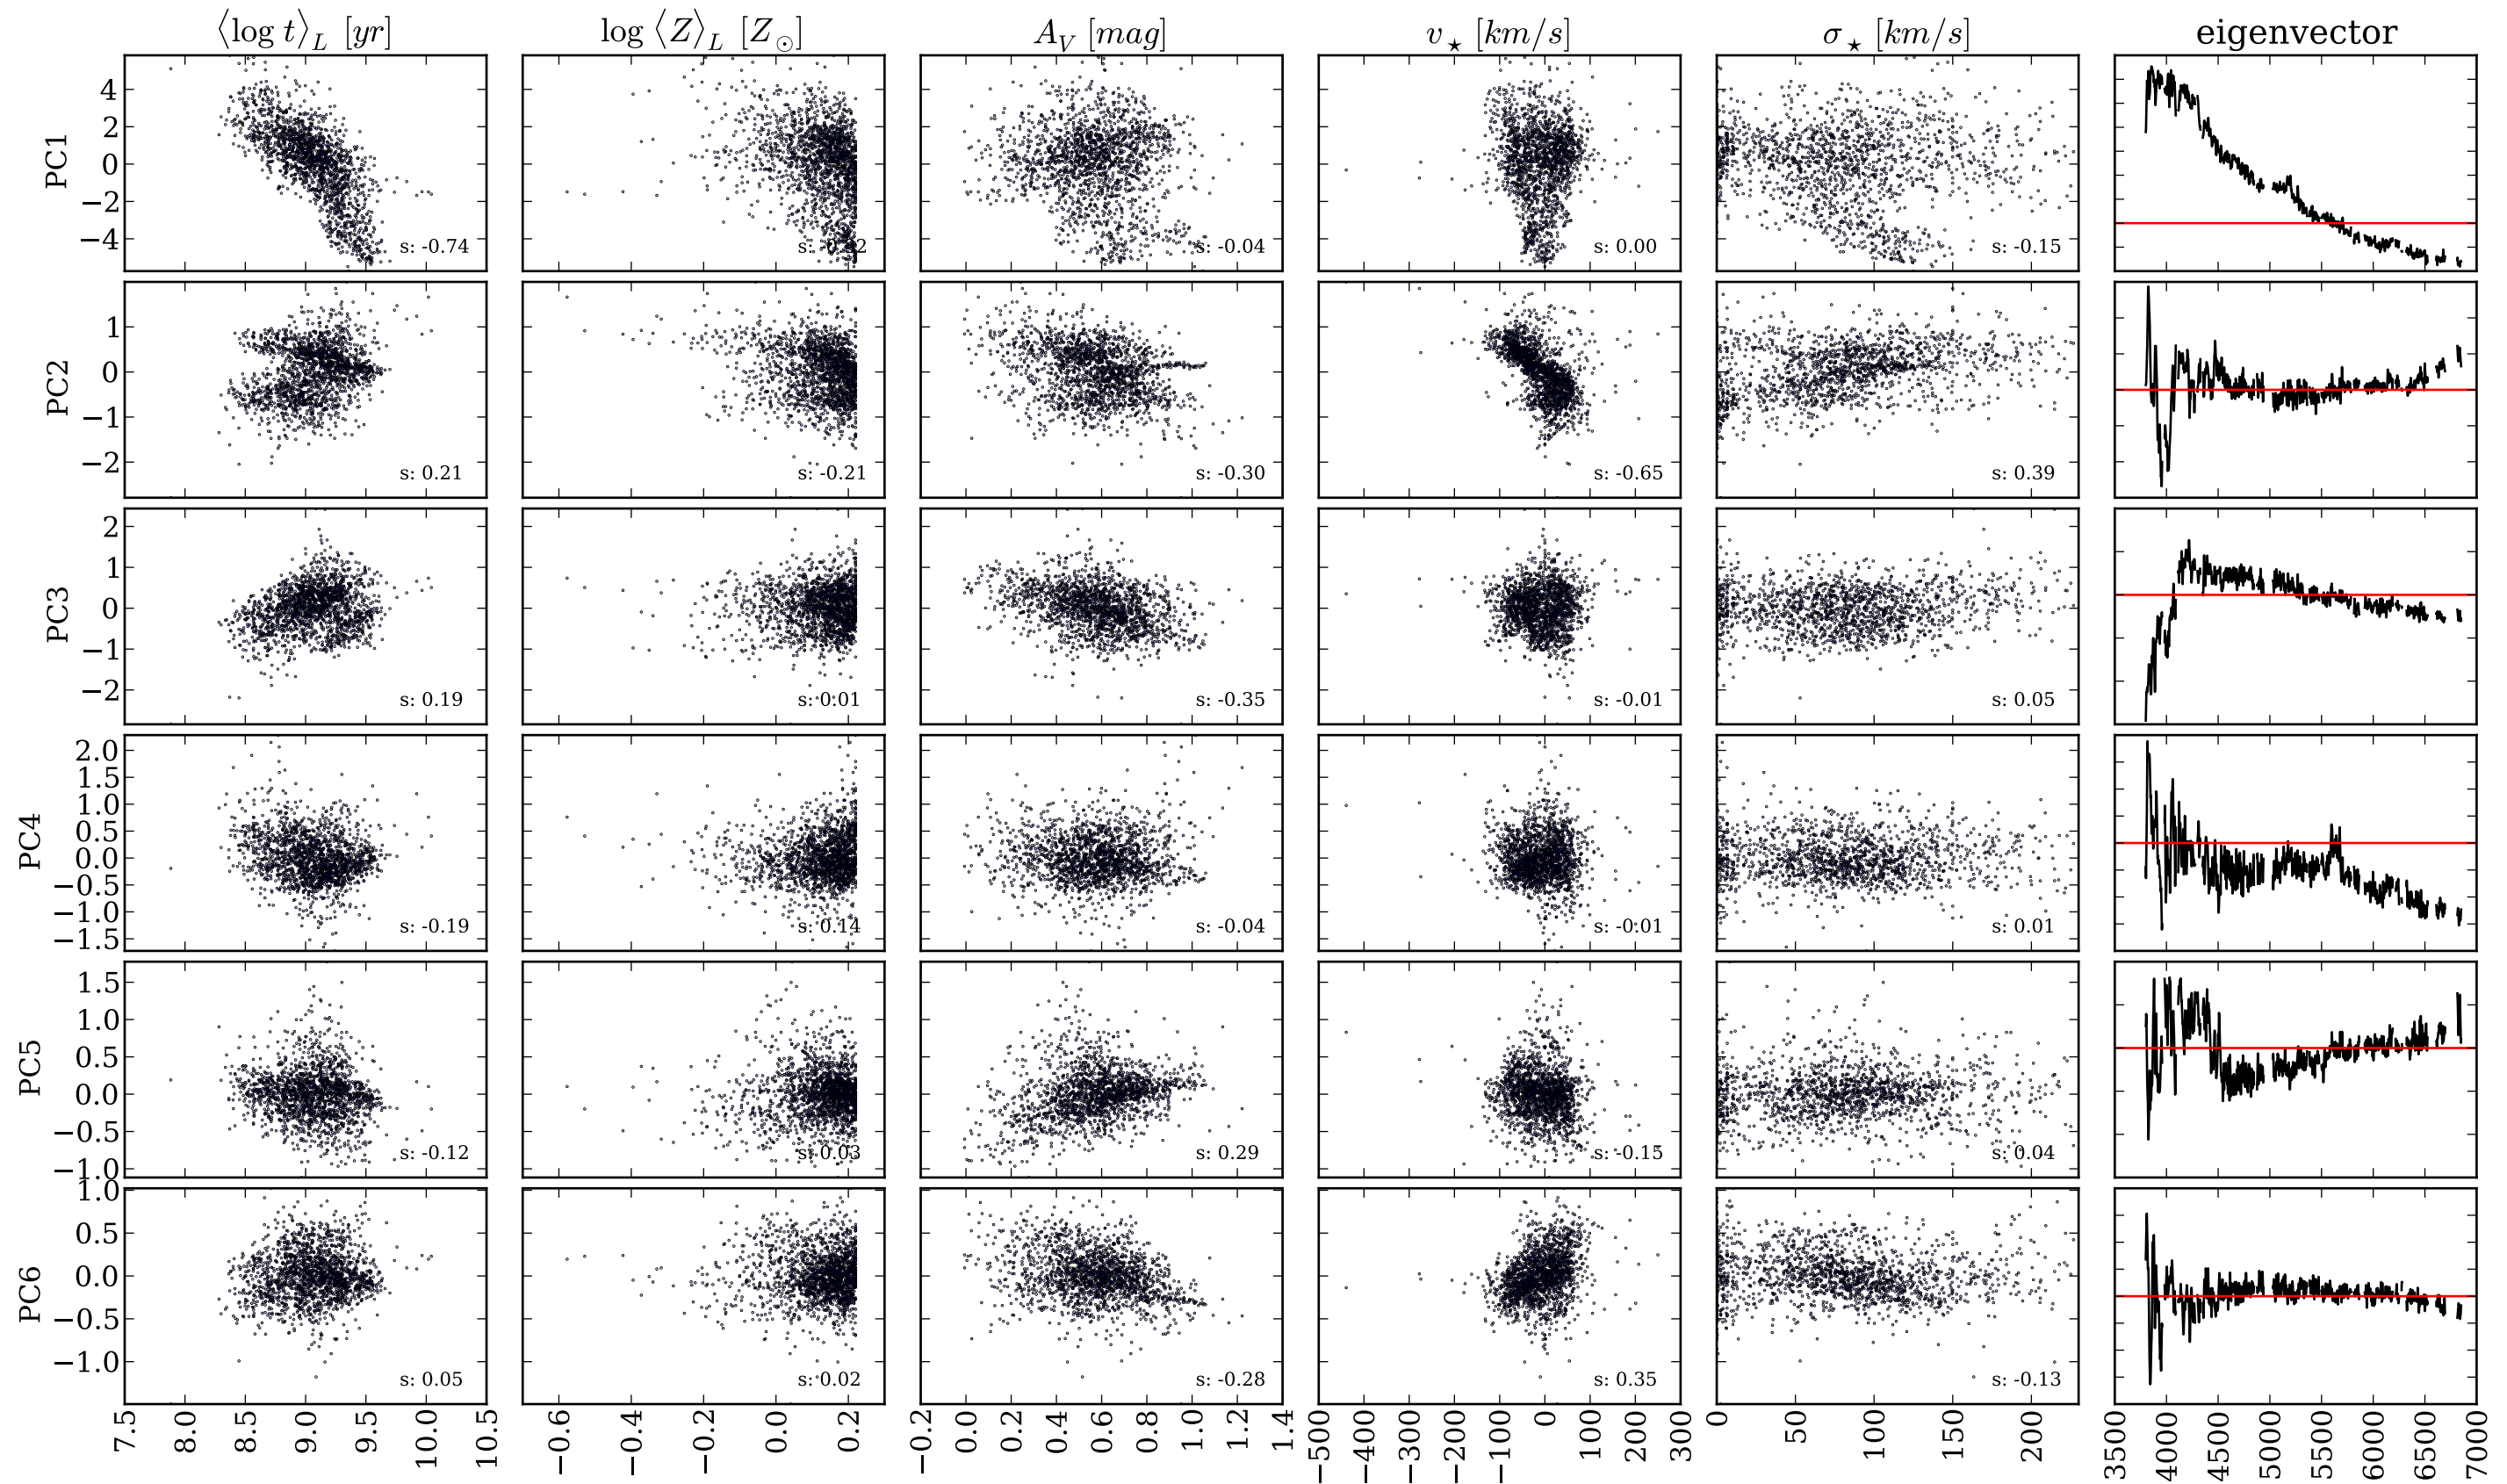 ⟨log t⟩_L [yr] log ⟨Z⟩_L [Z_⊙] A_V [mag] v_⋆ [km/s] σ_⋆ [km/s] eigenvector
PC1
4
2
0
−2
−4
s: -0.74 s: -0.04 s: 0.00 s: -0.15
PC2
1
0
−1
−2
s: 0.21 s: -0.21 s: -0.30 s: -0.65 s: 0.39
PC3
2
1
0
−1
−2
s: 0.19 s: 0.01 s: -0.35 s: -0.01 s: 0.05
PC4
2.0
1.5
1.0
0.5
0.0
−0.5
−1.0
−1.5
s: -0.19 s: 0.14 s: -0.04 s: -0.01 s: 0.01
PC5
1.5
1.0
0.5
0.0
−0.5
−1.0
s: -0.12 s: 0.03 s: 0.29 s: -0.15 s: 0.04
PC6
1.0
0.5
0.0
−0.5
−1.0
s: 0.05 s: 0.02 s: -0.28 s: 0.35 s: -0.13
7.5 8.0 8.5 9.0 9.5 10.0 10.5 −0.6 −0.4 −0.2 0.0 0.2 −0.2 0.0 0.2 0.4 0.6 0.8 1.0 1.2 1.4 −500 −400 −300 −200 −100 0 100 200 300 0 50 100 150 200 3500 4000 4500 5000 5500 6000 6500 7000